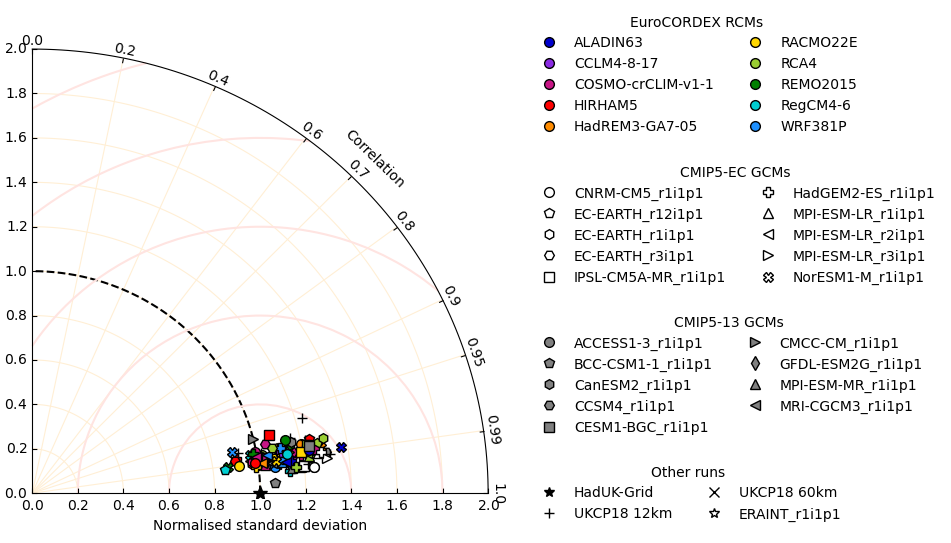 0.0
0.2
0.4
0.6
Correlation
0.7
0.8
0.9
0.95
0.99
1.0
2.0
1.8
1.6
1.4
1.2
1.0
0.8
0.6
0.4
0.2
0.0
0.0 0.2 0.4 0.6 0.8 1.0 1.2 1.4 1.6 1.8 2.0
Normalised standard deviation
EuroCORDEX RCMs
ALADIN63 RACMO22E
CCLM4-8-17 RCA4
COSMO-crCLIM-v1-1 REMO2015
HIRHAM5 RegCM4-6
HadREM3-GA7-05 WRF381P
CMIP5-EC GCMs
CNRM-CM5_r1i1p1 HadGEM2-ES_r1i1p1
EC-EARTH_r12i1p1 MPI-ESM-LR_r1i1p1
EC-EARTH_r1i1p1 MPI-ESM-LR_r2i1p1
EC-EARTH_r3i1p1 MPI-ESM-LR_r3i1p1
IPSL-CM5A-MR_r1i1p1 NorESM1-M_r1i1p1
CMIP5-13 GCMs
ACCESS1-3_r1i1p1 CMCC-CM_r1i1p1
BCC-CSM1-1_r1i1p1 GFDL-ESM2G_r1i1p1
CanESM2_r1i1p1 MPI-ESM-MR_r1i1p1
CCSM4_r1i1p1 MRI-CGCM3_r1i1p1
CESM1-BGC_r1i1p1
Other runs
HadUK-Grid UKCP18 60km
UKCP18 12km ERAINT_r1i1p1